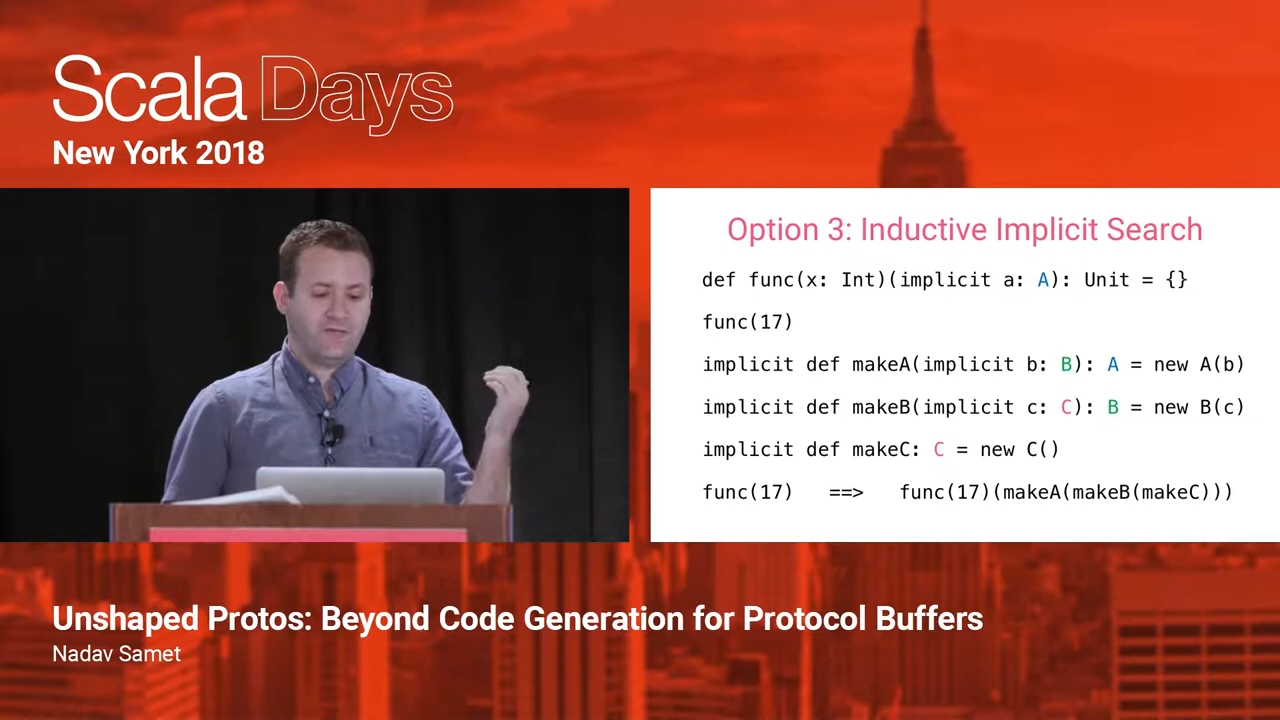 Scala Days
New York 2018
Option 3: Inductive Implicit Search
def func(x: Int)(implicit a: A): Unit = {}
func(17)
implicit def makeA(implicit b: B): A = new A(b)
implicit def makeB(implicit c: C): B = new B(c)
implicit def makeC: C = new C()
func(17) ==> func(17)(makeA(makeB(makeC)))
Unshaped Protos: Beyond Code Generation for Protocol Buffers
Nadav Samet